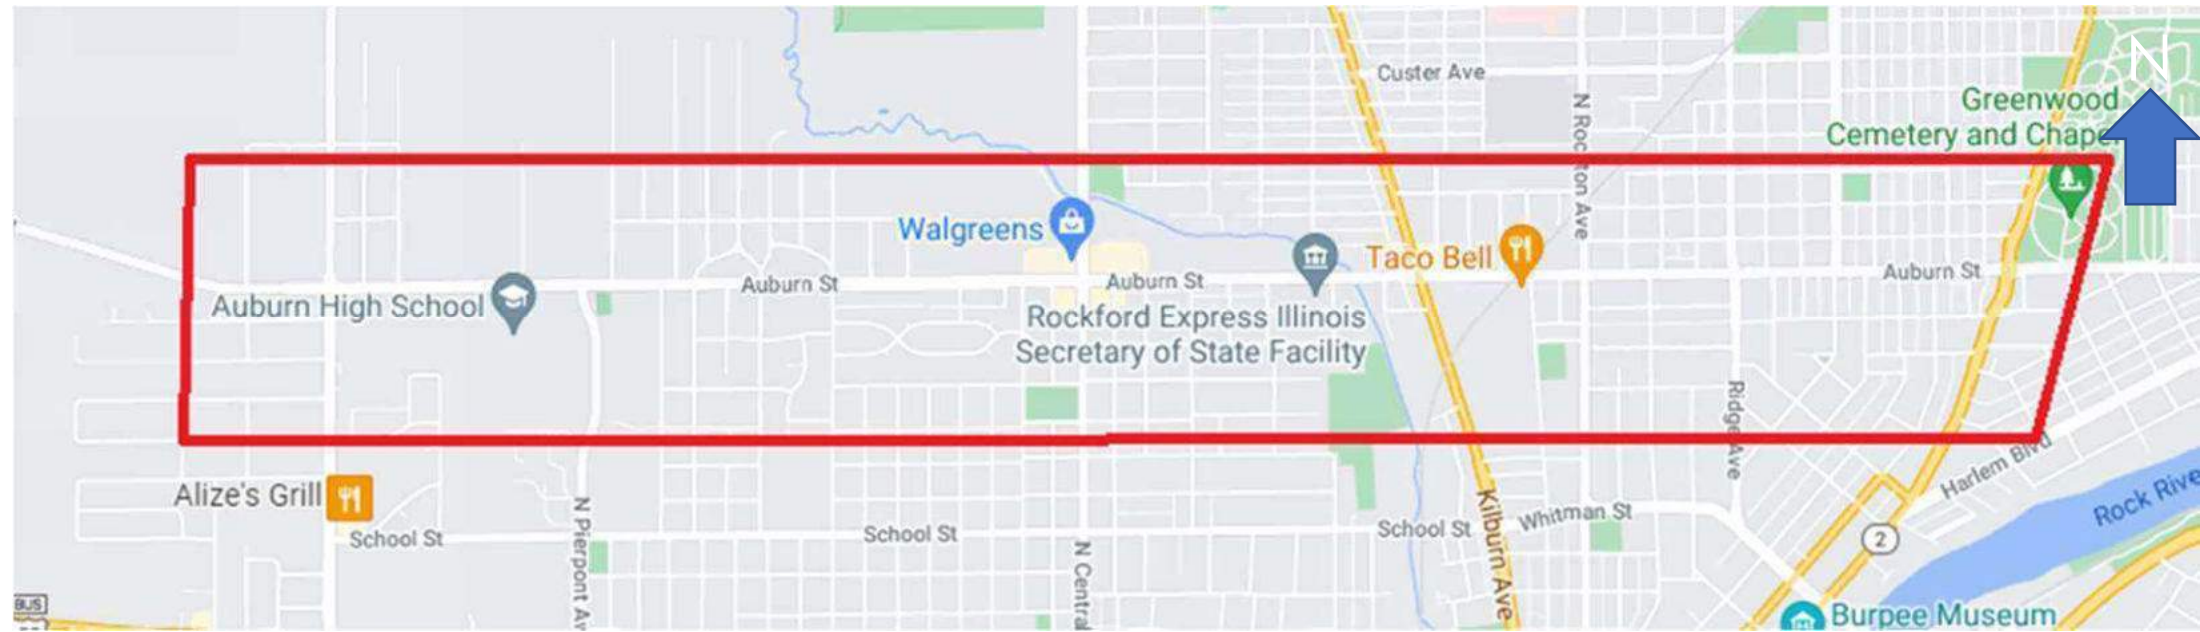 Custer Ave
N
Greenwood
Cemetery and Chapel
N Rockton Ave
Walgreens
Taco Bell
Auburn St
Auburn St
Auburn St
Auburn High School
Rockford Express Illinois
Secretary of State Facility
Ridge Ave
Alize's Grill
Harlem Blvd
Rock Rive
School St
School St
School St
Whitman St
N Pierpont Av
N Central
Kilburn Ave
2
BUS
Burpee Museum